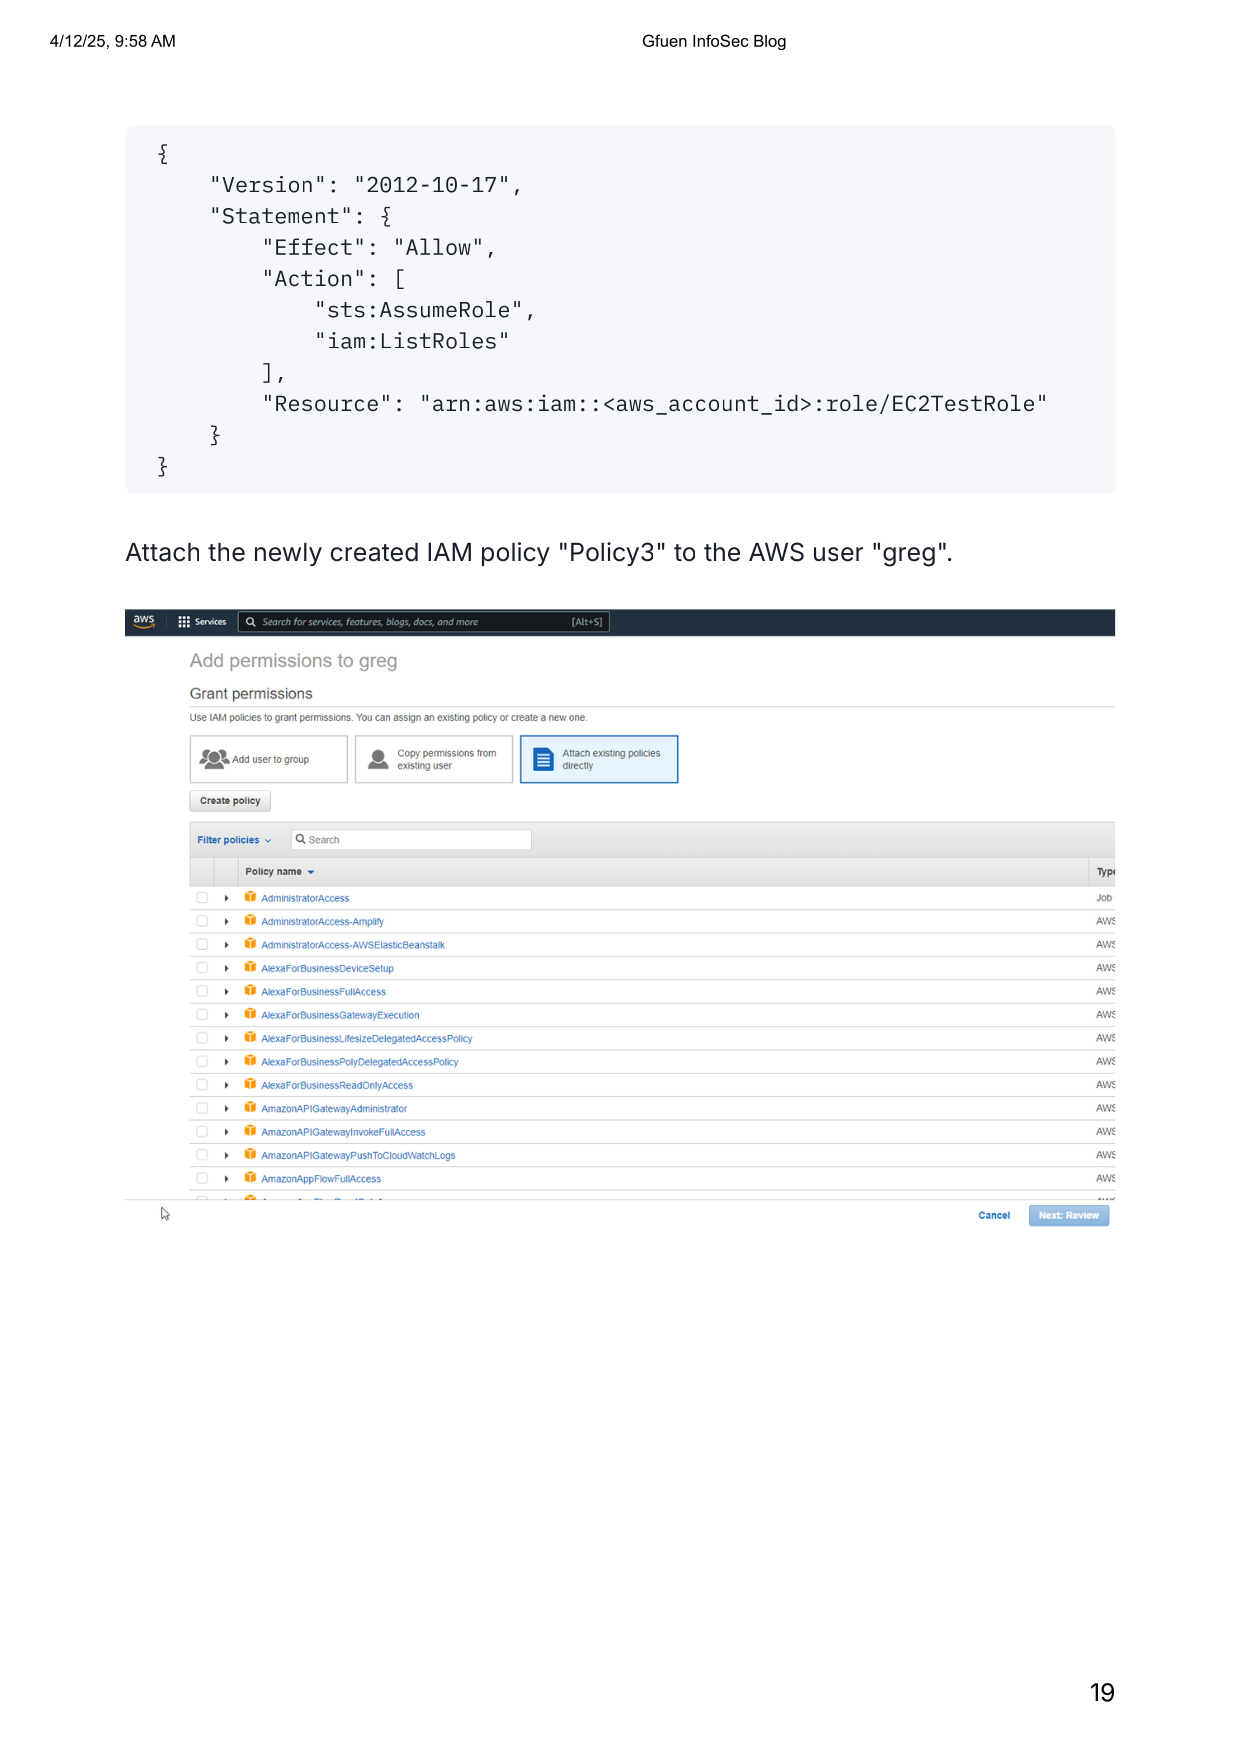 4/12/25, 9:58 AM
Gfuen InfoSec Blog
{
"Version": "2012-10-17",
"Statement": {
"Effect": "Allow",
"Action": [
"sts:AssumeRole",
"iam:ListRoles"
],
"Resource": "arn:aws:iam::<aws_account_id>:role/EC2TestRole"
}
}
Attach the newly created IAM policy "Policy3" to the AWS user "greg".
aws Services Search for services, features, blogs, docs, and more [Alt+S]
Add permissions to greg
Grant permissions
Use IAM policies to grant permissions. You can assign an existing policy or create a new one.
Add user to group
Copy permissions from
existing user
Attach existing policies
directly
Create policy
Filter policies Search
Policy name Type
AdministratorAccess Job
AdministratorAccess-Amplify AWS
AdministratorAccess-AWSElasticBeanstalk AWS
AlexaForBusinessDeviceSetup AWS
AlexaForBusinessFullAccess AWS
AlexaForBusinessGatewayExecution AWS
AlexaForBusinessLifesizeDelegatedAccessPolicy AWS
AlexaForBusinessPolyDelegatedAccessPolicy AWS
AlexaForBusinessReadOnlyAccess AWS
AmazonAPIGatewayAdministrator AWS
AmazonAPIGatewayInvokeFullAccess AWS
AmazonAPIGatewayPushToCloudWatchLogs AWS
AmazonAppFlowFullAccess AWS
Cancel Next: Review
19